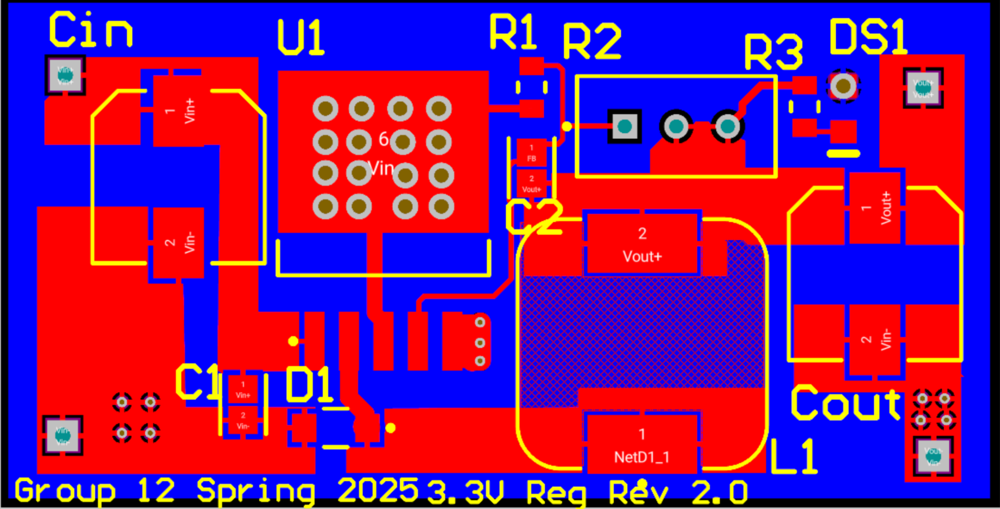 Cin
U1
R1
R2
R3
DS1
Vin+
Vin+
1
Vin+
6
Vin
Vout+
Vout+
1
FB
2
Vout+
C2
2
Vout+
1
Vout+
2
Vin-
2
Vin-
C1
1
Vin+
2
Vin-
D1
Cout
Vin-
Vin-
1
NetD1_1
L1
Vout-
Vin-
Group 12 Spring 2025 3.3V Reg Rev 2.0